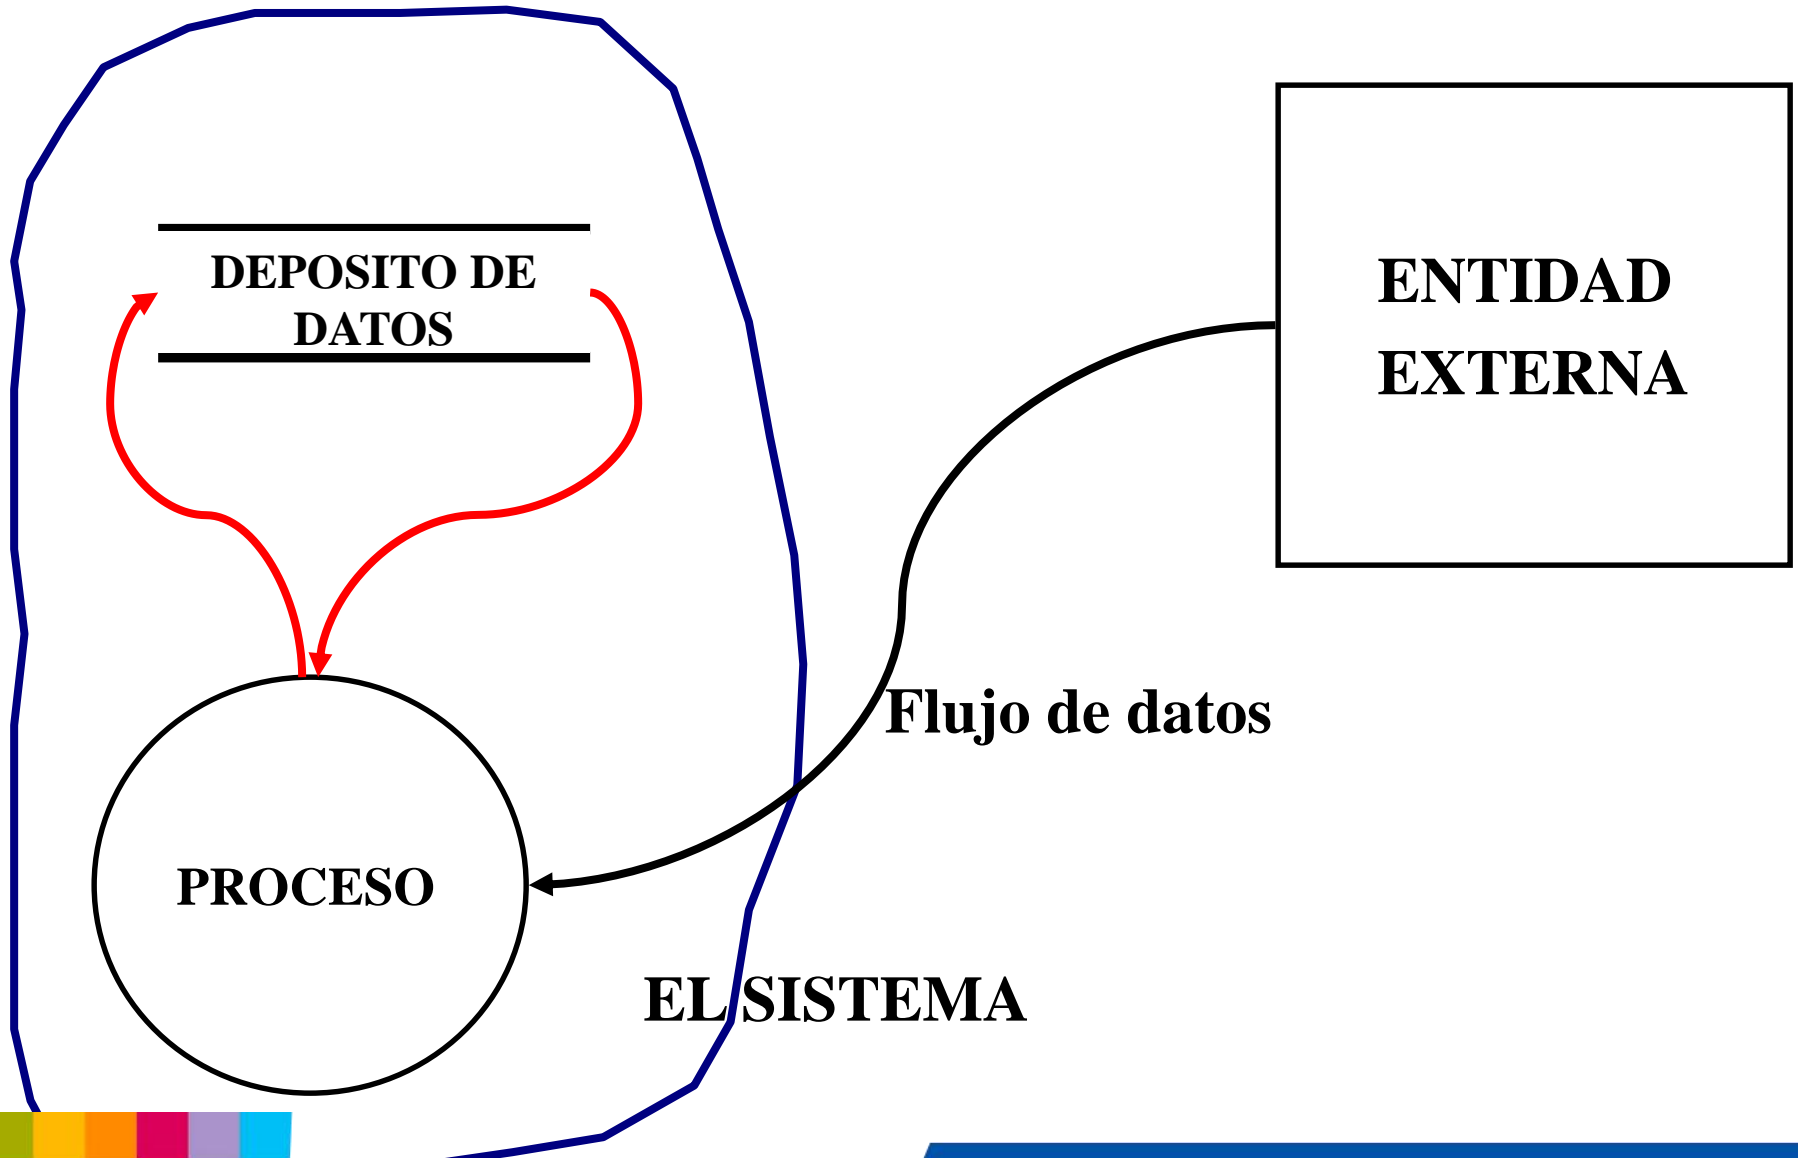 DEPOSITO DE
DATOS
ENTIDAD
EXTERNA
Flujo de datos
PROCESO
EL SISTEMA